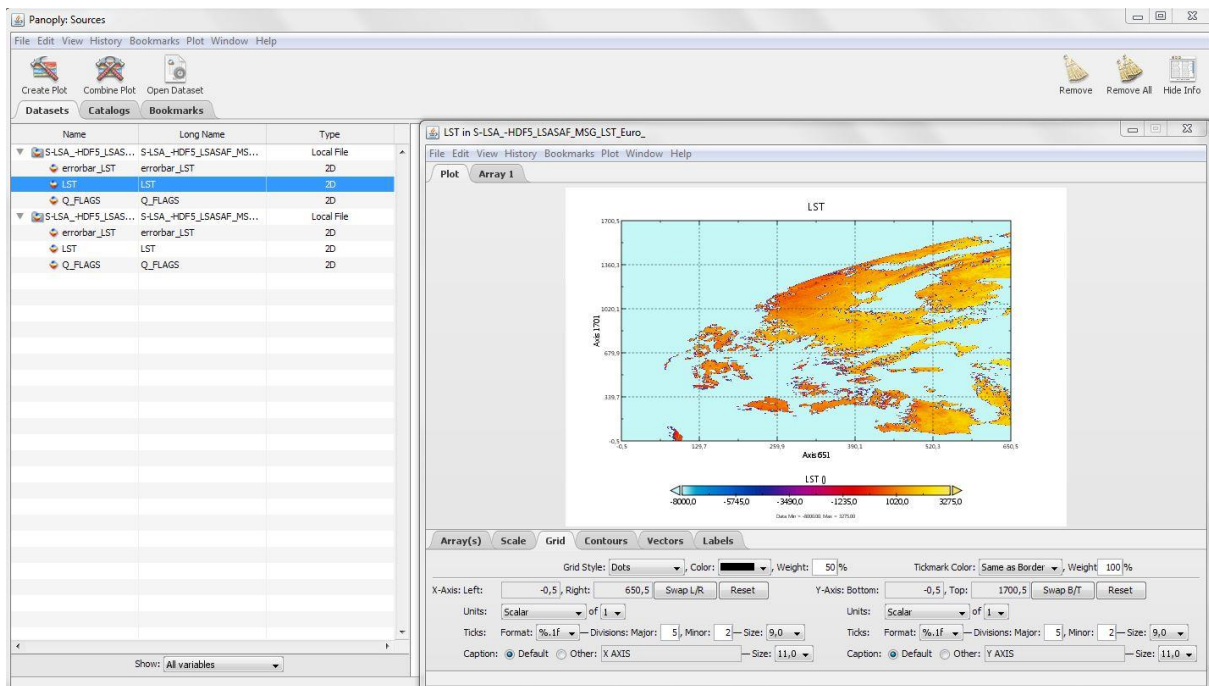 Panoply: Sources
File Edit View History Bookmarks Plot Window Help
Create Plot Combine Plot Open Dataset Remove Remove All Hide Info
Datasets Catalogs Bookmarks
Name Long Name Type
S-LSA_-HDF5_LSAS... S-LSA_-HDF5_LSASAF_MS... Local File
errorbar_LST errorbar_LST 2D
LST LST 2D
Q_FLAGS Q_FLAGS 2D
S-LSA_-HDF5_LSAS... S-LSA_-HDF5_LSASAF_MS... Local File
errorbar_LST errorbar_LST 2D
LST LST 2D
Q_FLAGS Q_FLAGS 2D
Show: All variables
LST in S-LSA_-HDF5_LSASAF_MSG_LST_Euro_
File Edit View History Bookmarks Plot Window Help
Plot Array 1
LST
1700,5
1360,3
1020,1
679,9
339,7
-0,5
Axis 1701
-0,5 129,7 259,9 390,1 520,3 650,5
Axis 651
LST ()
-8000,0 -5745,0 -3490,0 -1235,0 1020,0 3275,0
Data Min = -8000,00, Max = 3275,00
Array(s) Scale Grid Contours Vectors Labels
Grid Style: Dots , Color: , Weight: 50 % Tickmark Color: Same as Border , Weight 100 %
X-Axis: Left: -0,5 , Right: 650,5 Swap L/R Reset Y-Axis: Bottom: -0,5 , Top: 1700,5 Swap B/T Reset
Units: Scalar of 1 Units: Scalar of 1
Ticks: Format: %.1f — Divisions: Major: 5 , Minor: 2 — Size: 9,0 Ticks: Format: %.1f — Divisions: Major: 5 , Minor: 2 — Size: 9,0
Caption: Default Other: X AXIS — Size: 11,0 Caption: Default Other: Y AXIS — Size: 11,0